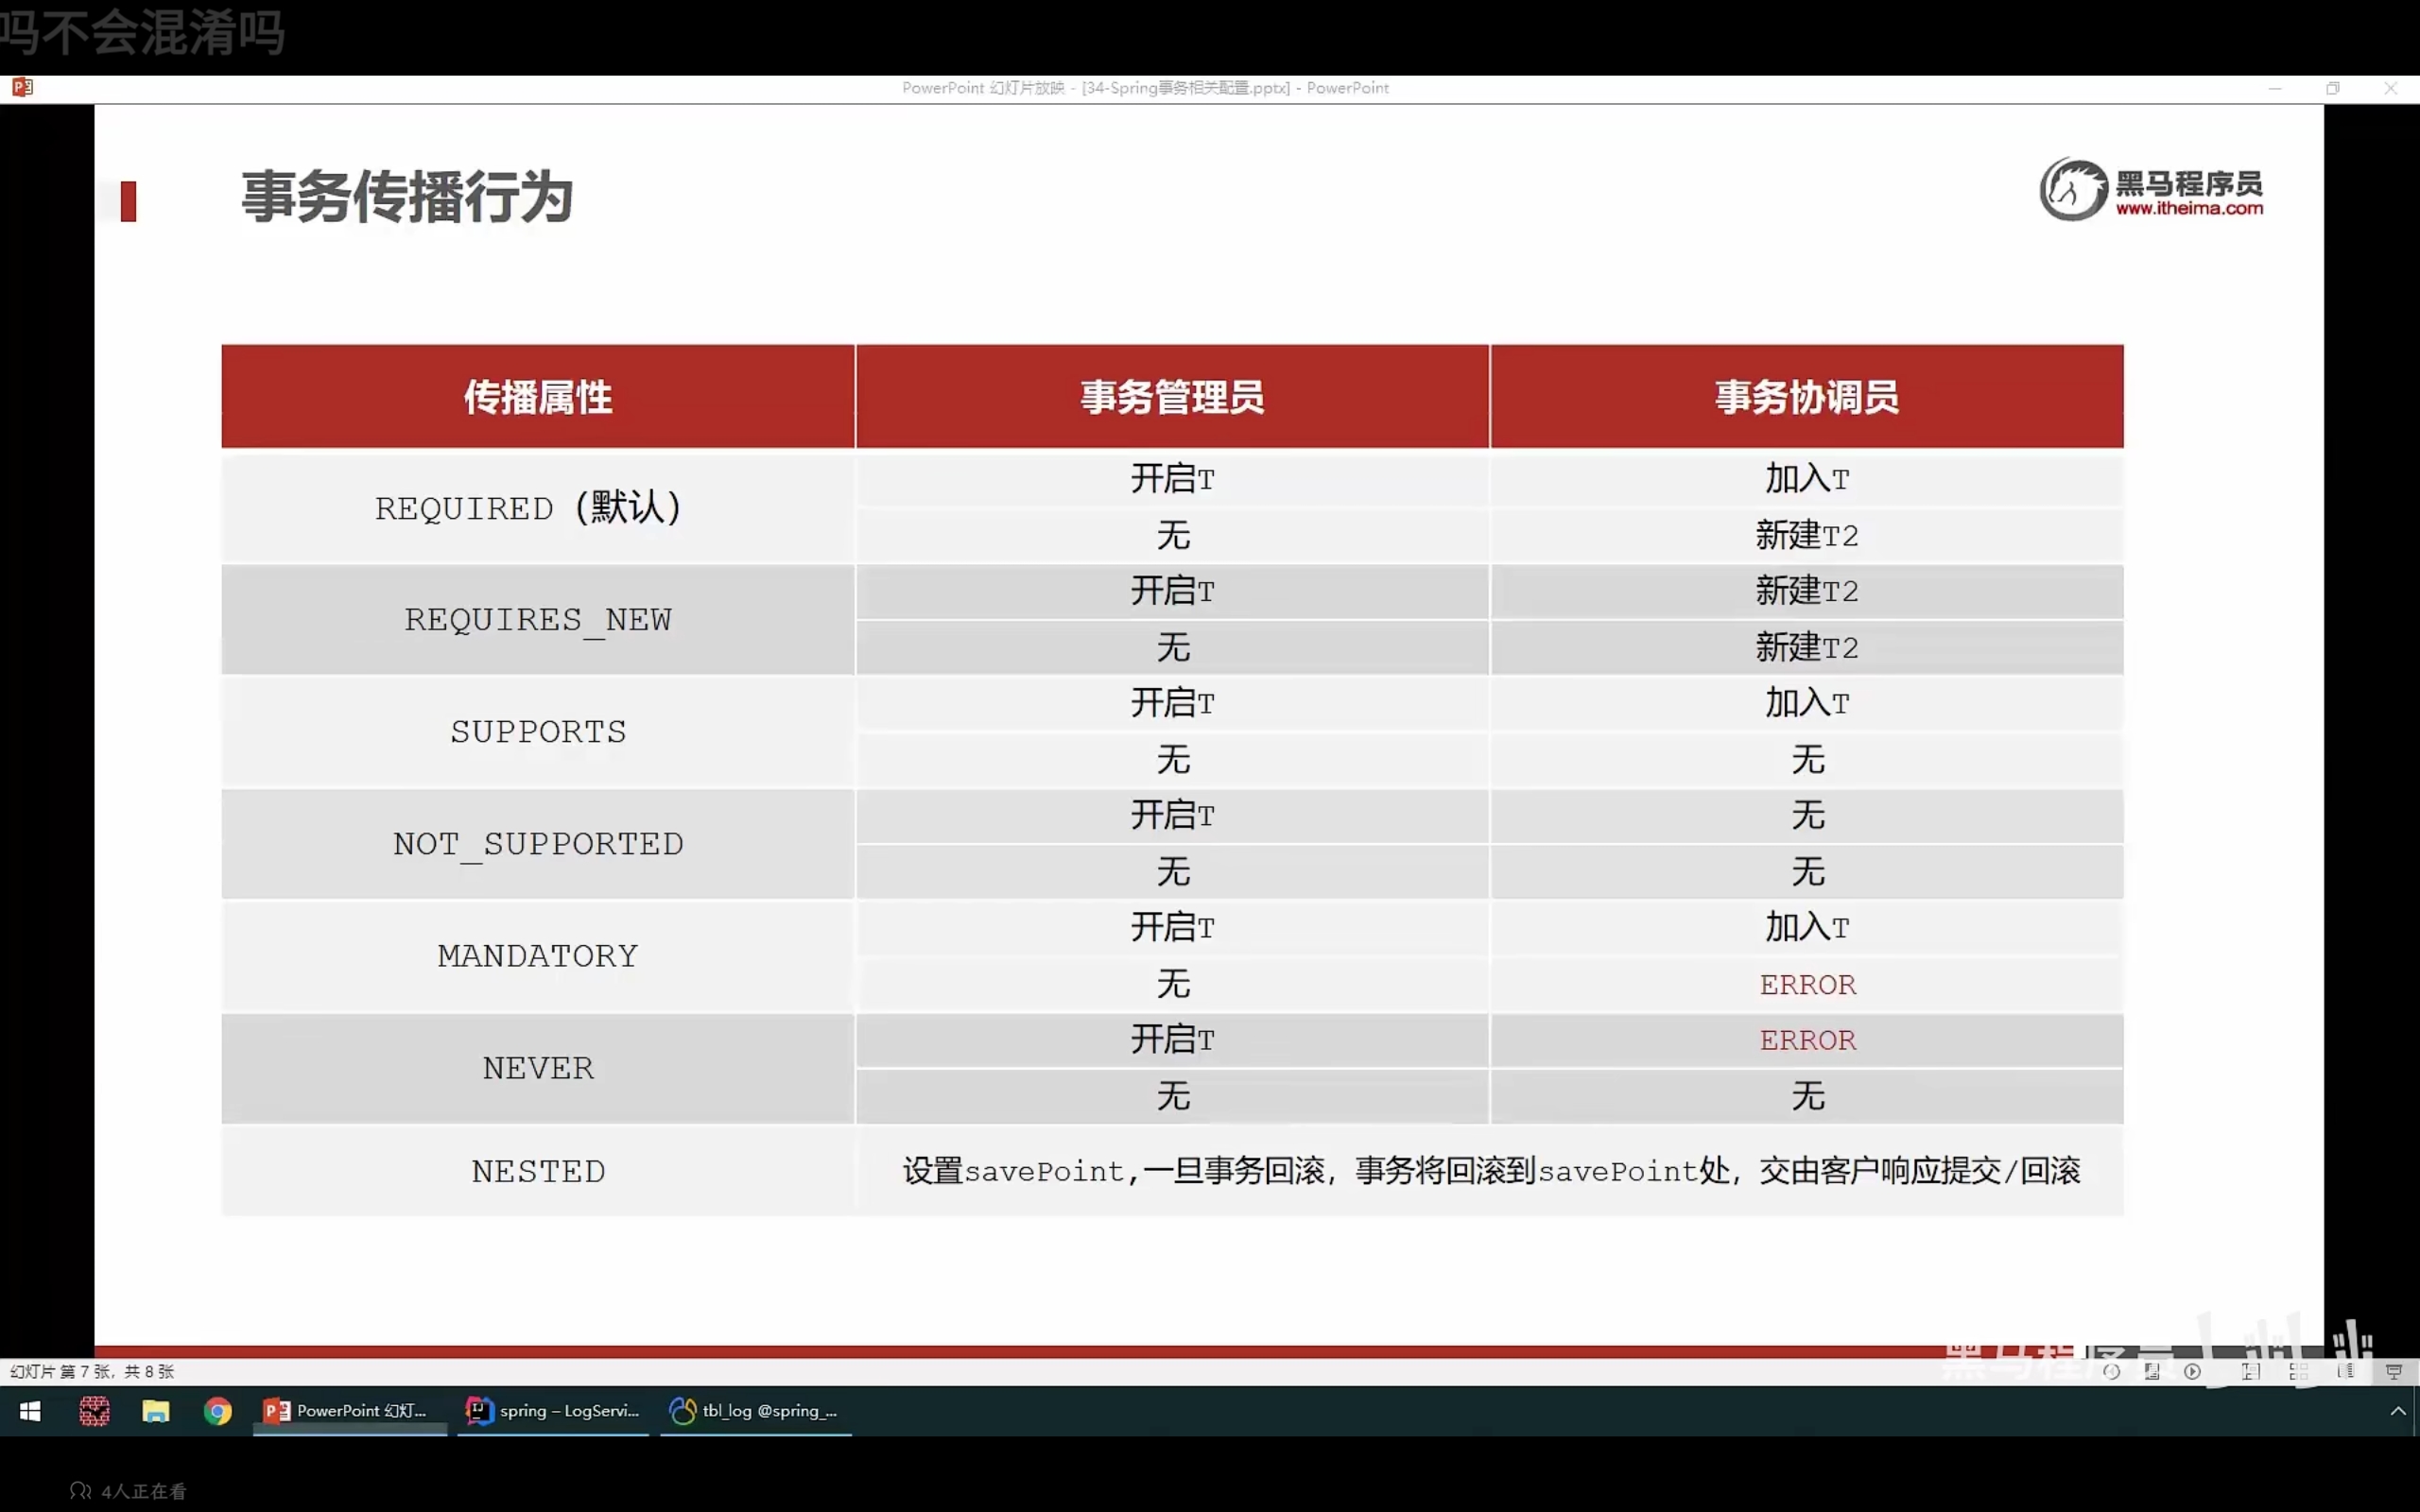 吗不会混淆吗
PowerPoint 幻灯片放映 - [34-Spring事务相关配置.pptx] - PowerPoint
事务传播行为
黑马程序员
www.itheima.com
传播属性 事务管理员 事务协调员
REQUIRED（默认） 开启T 加入T
无 新建T2
REQUIRES_NEW 开启T 新建T2
无 新建T2
SUPPORTS 开启T 加入T
无 无
NOT_SUPPORTED 开启T 无
无 无
MANDATORY 开启T 加入T
无 ERROR
NEVER 开启T ERROR
无 无
NESTED 设置savePoint,一旦事务回滚，事务将回滚到savePoint处，交由客户响应提交/回滚
黑马程序员
幻灯片 第 7 张，共 8 张
PowerPoint 幻灯... spring – LogServi... tbl_log @spring_...
4人正在看